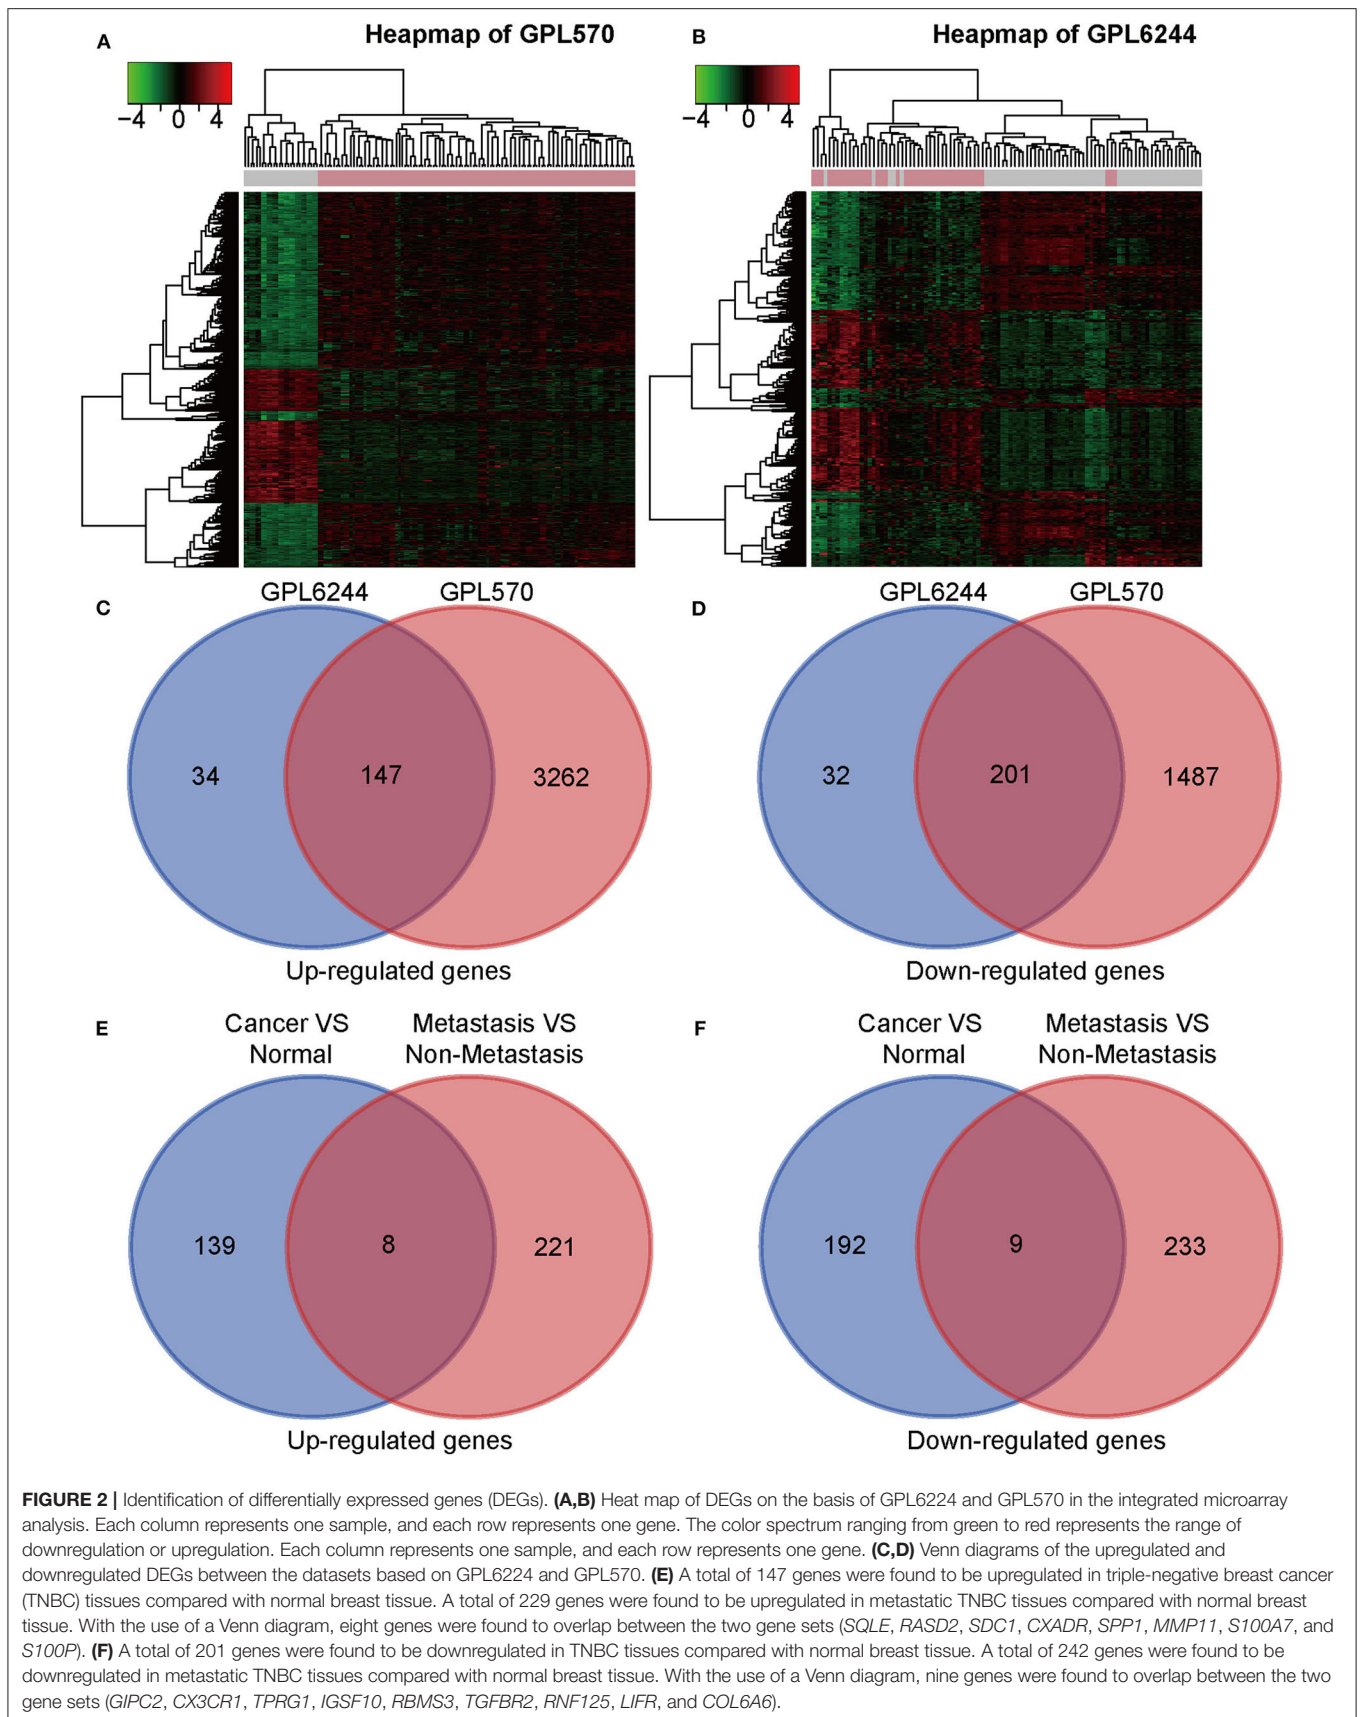 A
Heapmap of GPL570
B
Heapmap of GPL6244
−4 0 4
−4 0 4
GPL6244 GPL570
C
34 147 3262
Up-regulated genes
GPL6244 GPL570
D
32 201 1487
Down-regulated genes
E
Cancer VS Metastasis VS
Normal Non-Metastasis
139 8 221
Up-regulated genes
F
Cancer VS Metastasis VS
Normal Non-Metastasis
192 9 233
Down-regulated genes
FIGURE 2 | Identification of differentially expressed genes (DEGs). (A,B) Heat map of DEGs on the basis of GPL6224 and GPL570 in the integrated microarray
analysis. Each column represents one sample, and each row represents one gene. The color spectrum ranging from green to red represents the range of
downregulation or upregulation. Each column represents one sample, and each row represents one gene. (C,D) Venn diagrams of the upregulated and
downregulated DEGs between the datasets based on GPL6224 and GPL570. (E) A total of 147 genes were found to be upregulated in triple-negative breast cancer
(TNBC) tissues compared with normal breast tissue. A total of 229 genes were found to be upregulated in metastatic TNBC tissues compared with normal breast
tissue. With the use of a Venn diagram, eight genes were found to overlap between the two gene sets (SQLE, RASD2, SDC1, CXADR, SPP1, MMP11, S100A7, and
S100P). (F) A total of 201 genes were found to be downregulated in TNBC tissues compared with normal breast tissue. A total of 242 genes were found to be
downregulated in metastatic TNBC tissues compared with normal breast tissue. With the use of a Venn diagram, nine genes were found to overlap between the two
gene sets (GIPC2, CX3CR1, TPRG1, IGSF10, RBMS3, TGFBR2, RNF125, LIFR, and COL6A6).